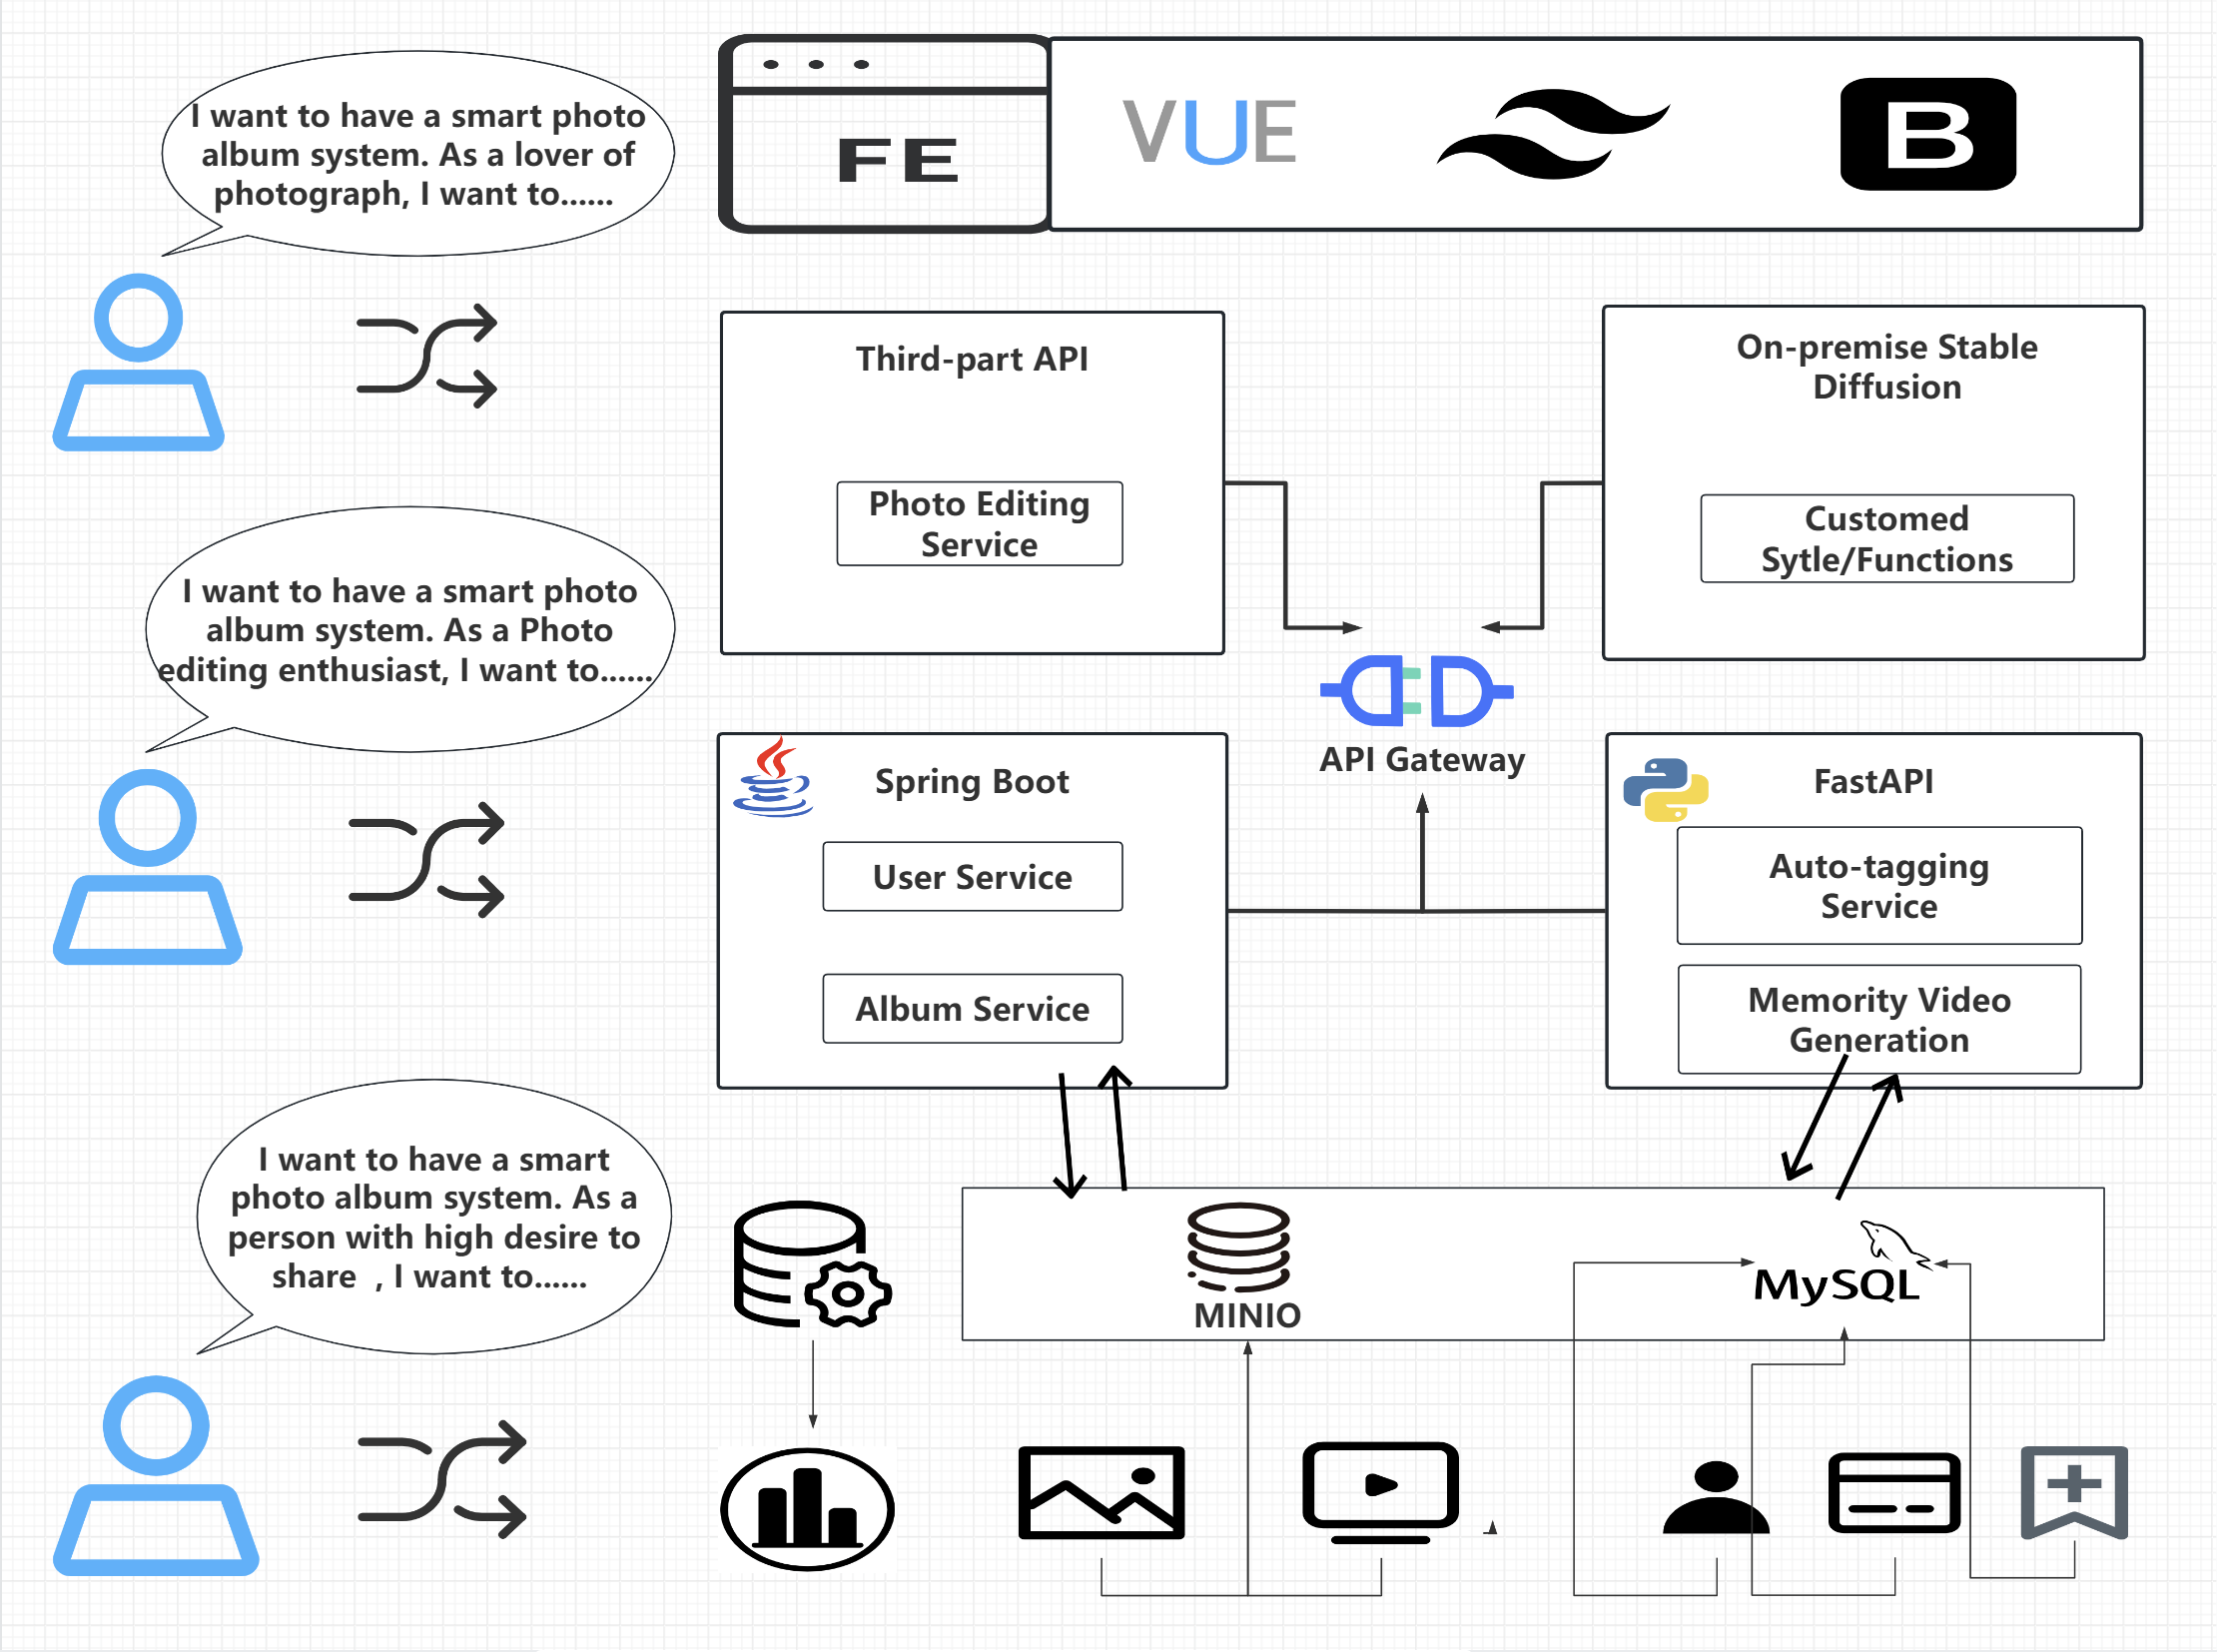 I want to have a smart photo
album system. As a lover of
photograph, I want to......
FE
VUE
B
Third-part API
Photo Editing
Service
On-premise Stable
Diffusion
Customed
Sytle/Functions
I want to have a smart photo
album system. As a Photo
editing enthusiast, I want to......
API Gateway
Spring Boot
User Service
Album Service
FastAPI
Auto-tagging
Service
Memority Video
Generation
I want to have a smart
photo album system. As a
person with high desire to
share , I want to......
MINIO
MySQL